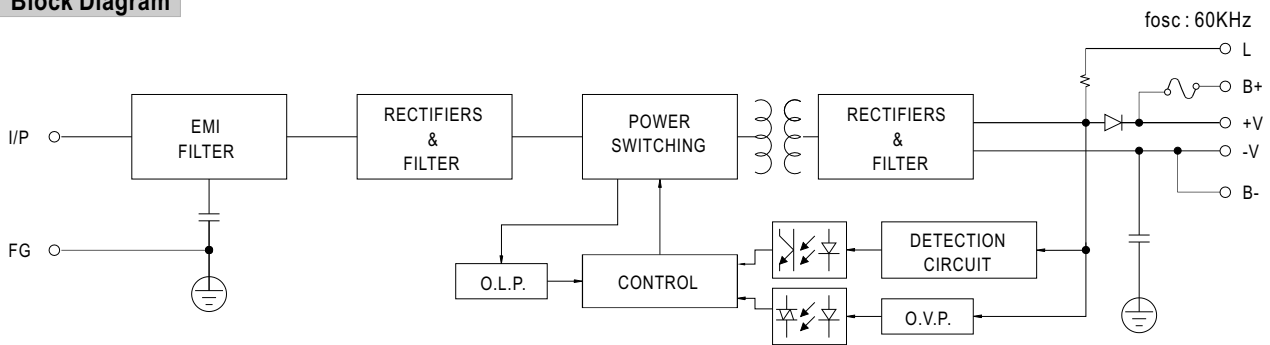 Block Diagram
fosc : 60KHz
L
B+
+V
-V
B-
I/P
EMI
FILTER
RECTIFIERS
&
FILTER
POWER
SWITCHING
RECTIFIERS
&
FILTER
FG
O.L.P.
CONTROL
DETECTION
CIRCUIT
O.V.P.